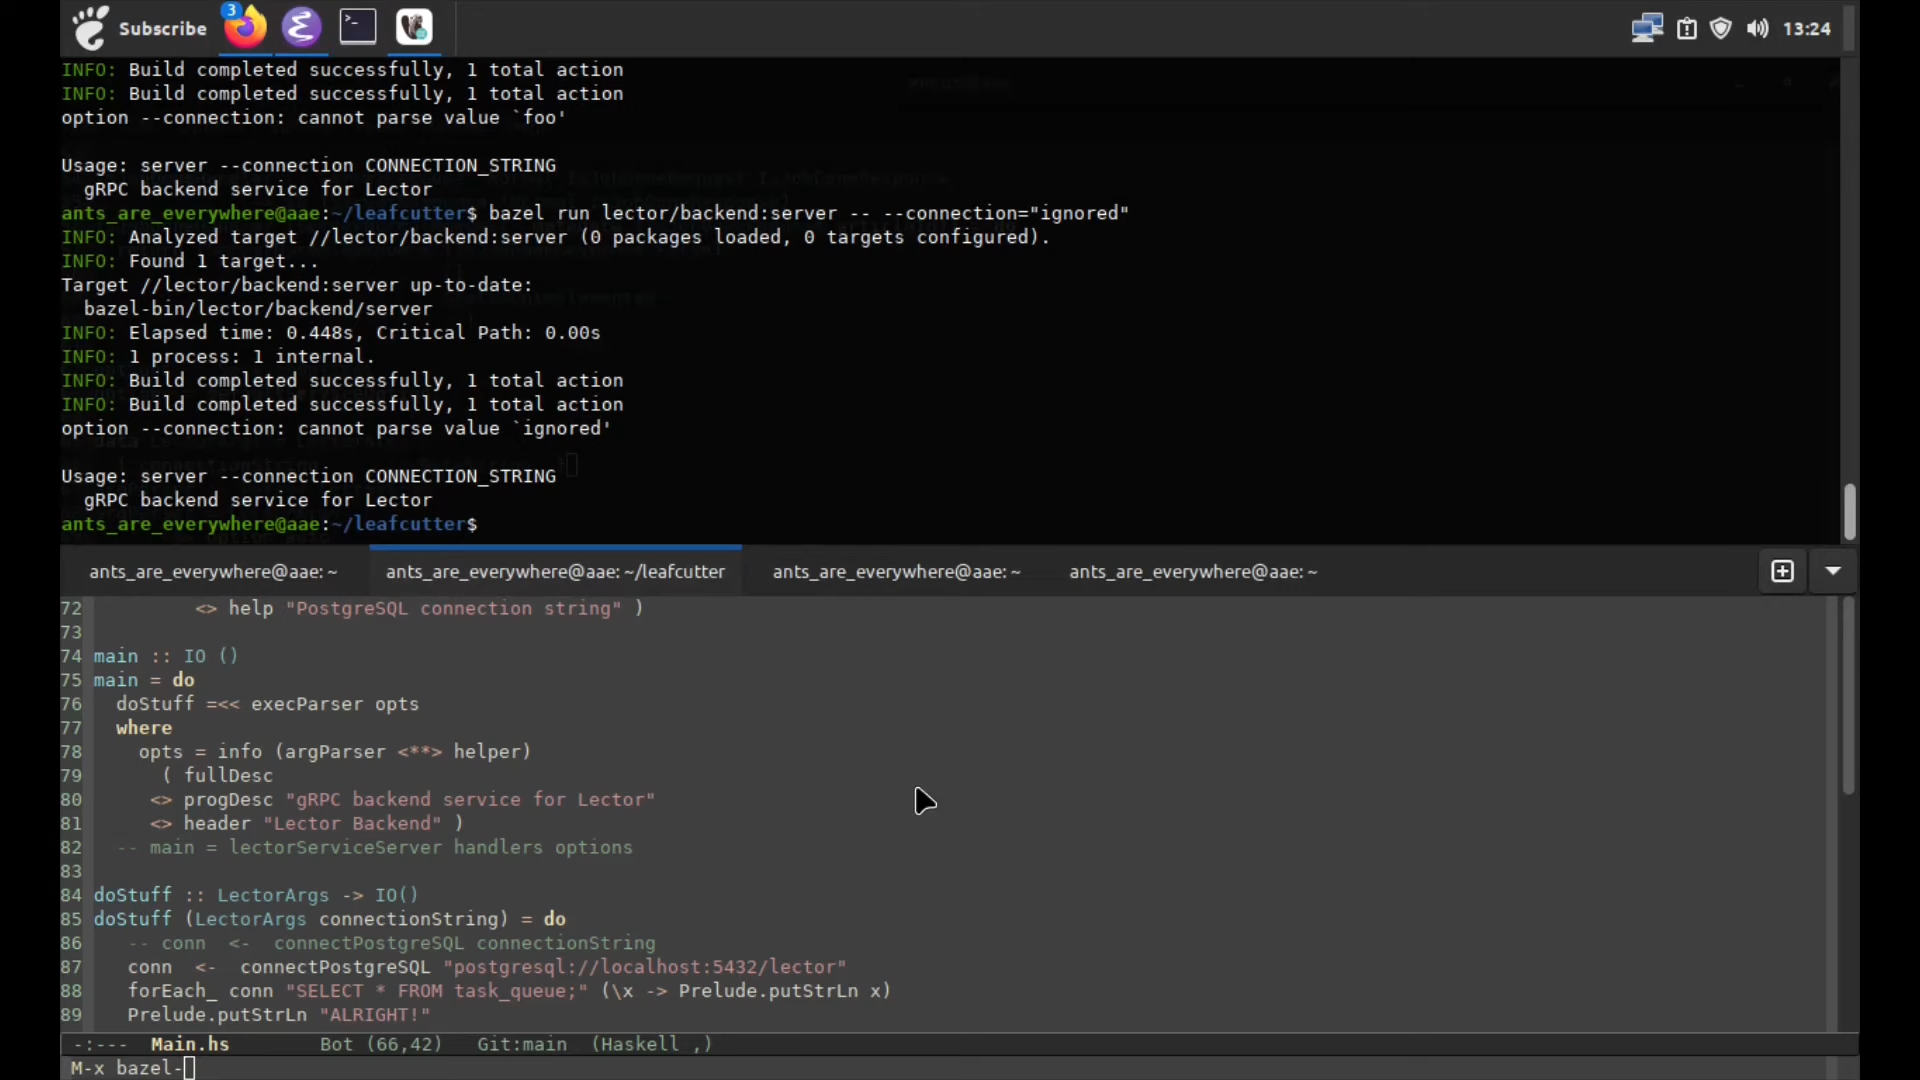 Subscribe
3
13:24
INFO: Build completed successfully, 1 total action
INFO: Build completed successfully, 1 total action
option --connection: cannot parse value `foo'
Usage: server --connection CONNECTION_STRING
gRPC backend service for Lector
ants_are_everywhere@aae:~/leafcutter$ bazel run lector/backend:server -- --connection="ignored"
INFO: Analyzed target //lector/backend:server (0 packages loaded, 0 targets configured).
INFO: Found 1 target...
Target //lector/backend:server up-to-date:
bazel-bin/lector/backend/server
INFO: Elapsed time: 0.448s, Critical Path: 0.00s
INFO: 1 process: 1 internal.
INFO: Build completed successfully, 1 total action
INFO: Build completed successfully, 1 total action
option --connection: cannot parse value `ignored'
Usage: server --connection CONNECTION_STRING
gRPC backend service for Lector
ants_are_everywhere@aae:~/leafcutter$
ants_are_everywhere@aae: ~ ants_are_everywhere@aae: ~/leafcutter ants_are_everywhere@aae: ~ ants_are_everywhere@aae: ~
72 <> help "PostgreSQL connection string" )
73
74 main :: IO ()
75 main = do
76 doStuff =<< execParser opts
77 where
78 opts = info (argParser <**> helper)
79 ( fullDesc
80 <> progDesc "gRPC backend service for Lector"
81 <> header "Lector Backend" )
82 -- main = lectorServiceServer handlers options
83
84 doStuff :: LectorArgs -> IO()
85 doStuff (LectorArgs connectionString) = do
86 -- conn <- connectPostgreSQL connectionString
87 conn <- connectPostgreSQL "postgresql://localhost:5432/lector"
88 forEach_ conn "SELECT * FROM task_queue;" (\x -> Prelude.putStrLn x)
89 Prelude.putStrLn "ALRIGHT!"
-:--- Main.hs Bot (66,42) Git:main (Haskell ,)
M-x bazel-